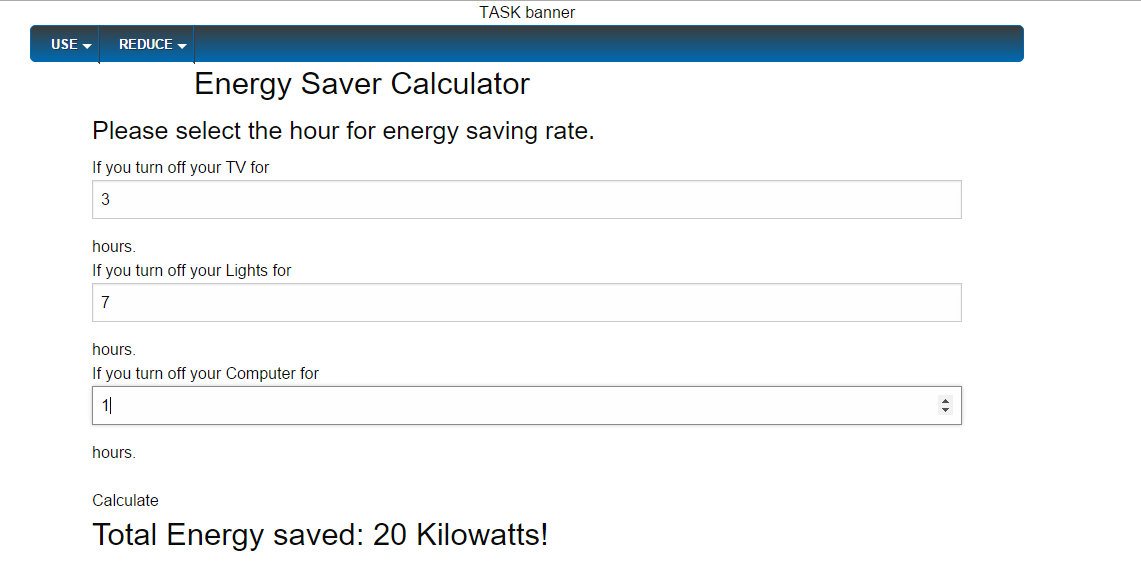 TASK banner
USE REDUCE
Energy Saver Calculator
Please select the hour for energy saving rate.
If you turn off your TV for
3
hours.
If you turn off your Lights for
7
hours.
If you turn off your Computer for
1
hours.
Calculate
Total Energy saved: 20 Kilowatts!